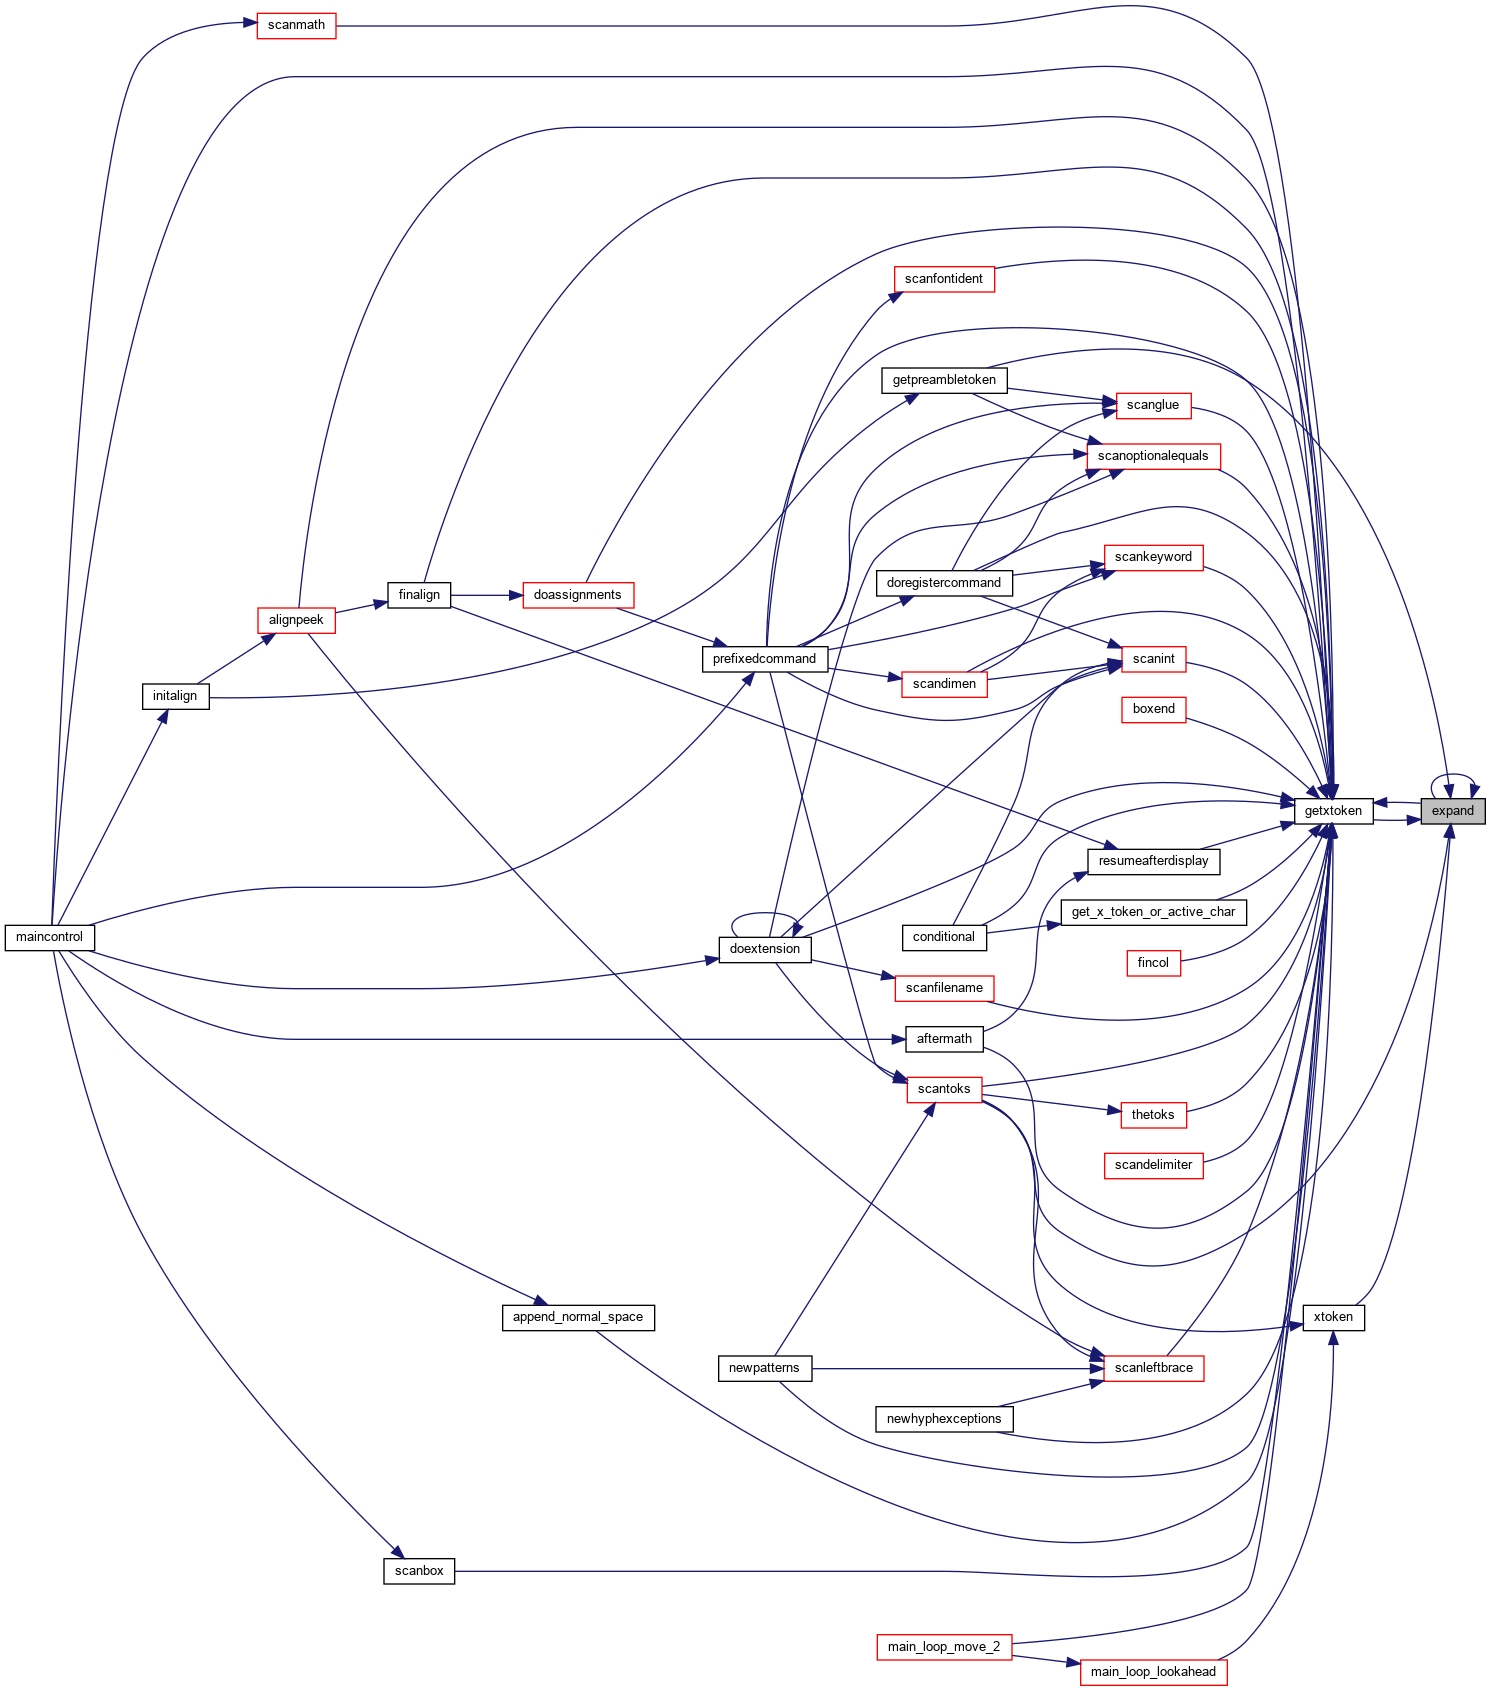 scanmath
scanfontident
getpreambletoken
scanglue
scanoptionalequals
scankeyword
doregistercommand
finalign
doassignments
alignpeek
prefixedcommand
scanint
scandimen
initalign
boxend
getxtoken
expand
resumeafterdisplay
get_x_token_or_active_char
maincontrol
conditional
doextension
fincol
scanfilename
aftermath
scantoks
thetoks
scandelimiter
append_normal_space
xtoken
newpatterns
scanleftbrace
newhyphexceptions
scanbox
main_loop_move_2
main_loop_lookahead